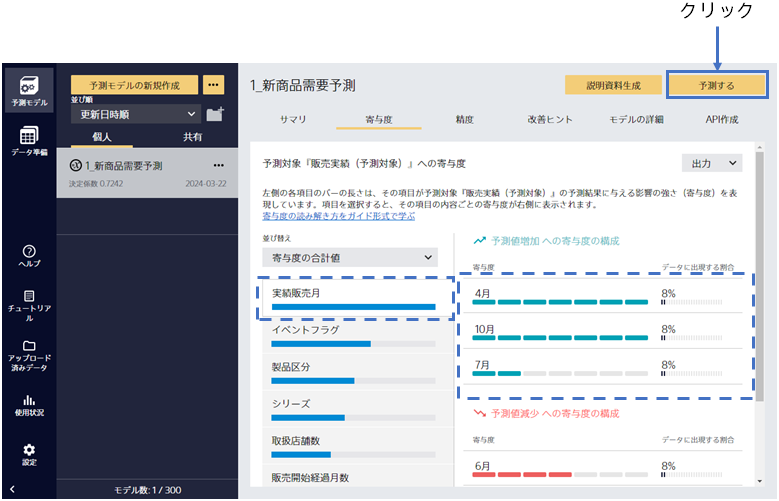 クリック
予測モデル
データ準備
ヘルプ
チュートリア
ル
アップロード
済みデータ
使用状況
設定
予測モデルの新規作成
•••
並び順
更新日時順
個人
共有
1_新商品需要予測
•••
決定係数 0.7242
2024-03-22
モデル数: 1 / 300
1_新商品需要予測
説明資料生成
予測する
サマリ
寄与度
精度
改善ヒント
モデルの詳細
API作成
予測対象『販売実績（予測対象）』への寄与度
出力
左側の各項目のバーの長さは、その項目が予測対象『販売実績（予測対象）』の予測結果に与える影響の強さ（寄与度）を表
現しています。項目を選択すると、その項目の内容ごとの寄与度が右側に表示されます。
寄与度の読み解き方をガイド形式で学ぶ
並び替え
寄与度の合計値
実績販売月
イベントフラグ
製品区分
シリーズ
取扱店舗数
販売開始経過月数
予測値増加 への寄与度の構成
寄与度
データに出現する割合
4月
8%
10月
8%
7月
8%
予測値減少 への寄与度の構成
寄与度
データに出現する割合
6月
8%